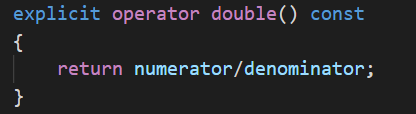 explicit operator double() const
{
    return numerator/denominator;
}